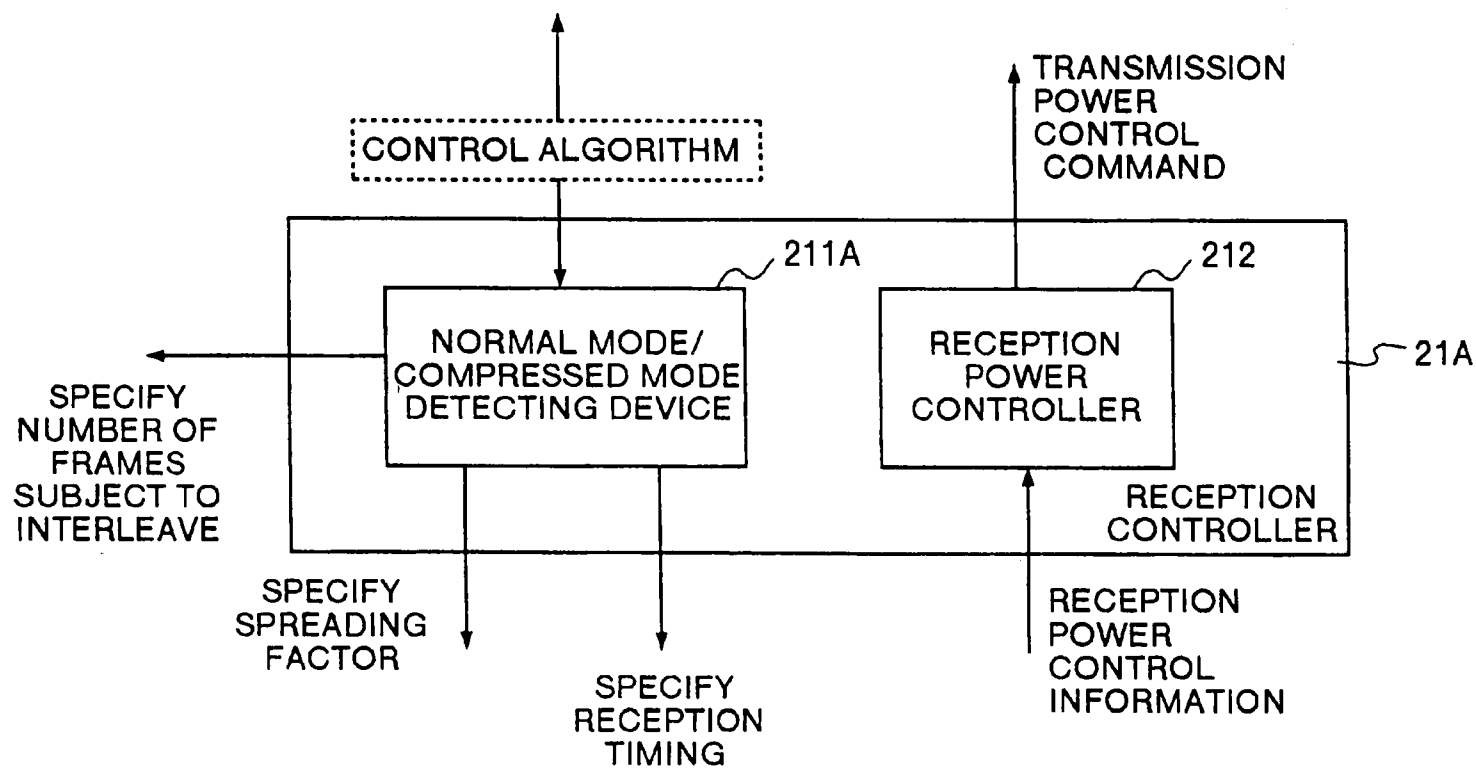 TRANSMISSION
POWER
CONTROL
COMMAND
CONTROL ALGORITHM
211A
212
NORMAL MODE/
COMPRESSED MODE
DETECTING DEVICE
RECEPTION
POWER
CONTROLLER
21A
SPECIFY
NUMBER OF
FRAMES
SUBJECT TO
INTERLEAVE
RECEPTION
CONTROLLER
SPECIFY
SPREADING
FACTOR
SPECIFY
RECEPTION
TIMING
RECEPTION
POWER
CONTROL
INFORMATION